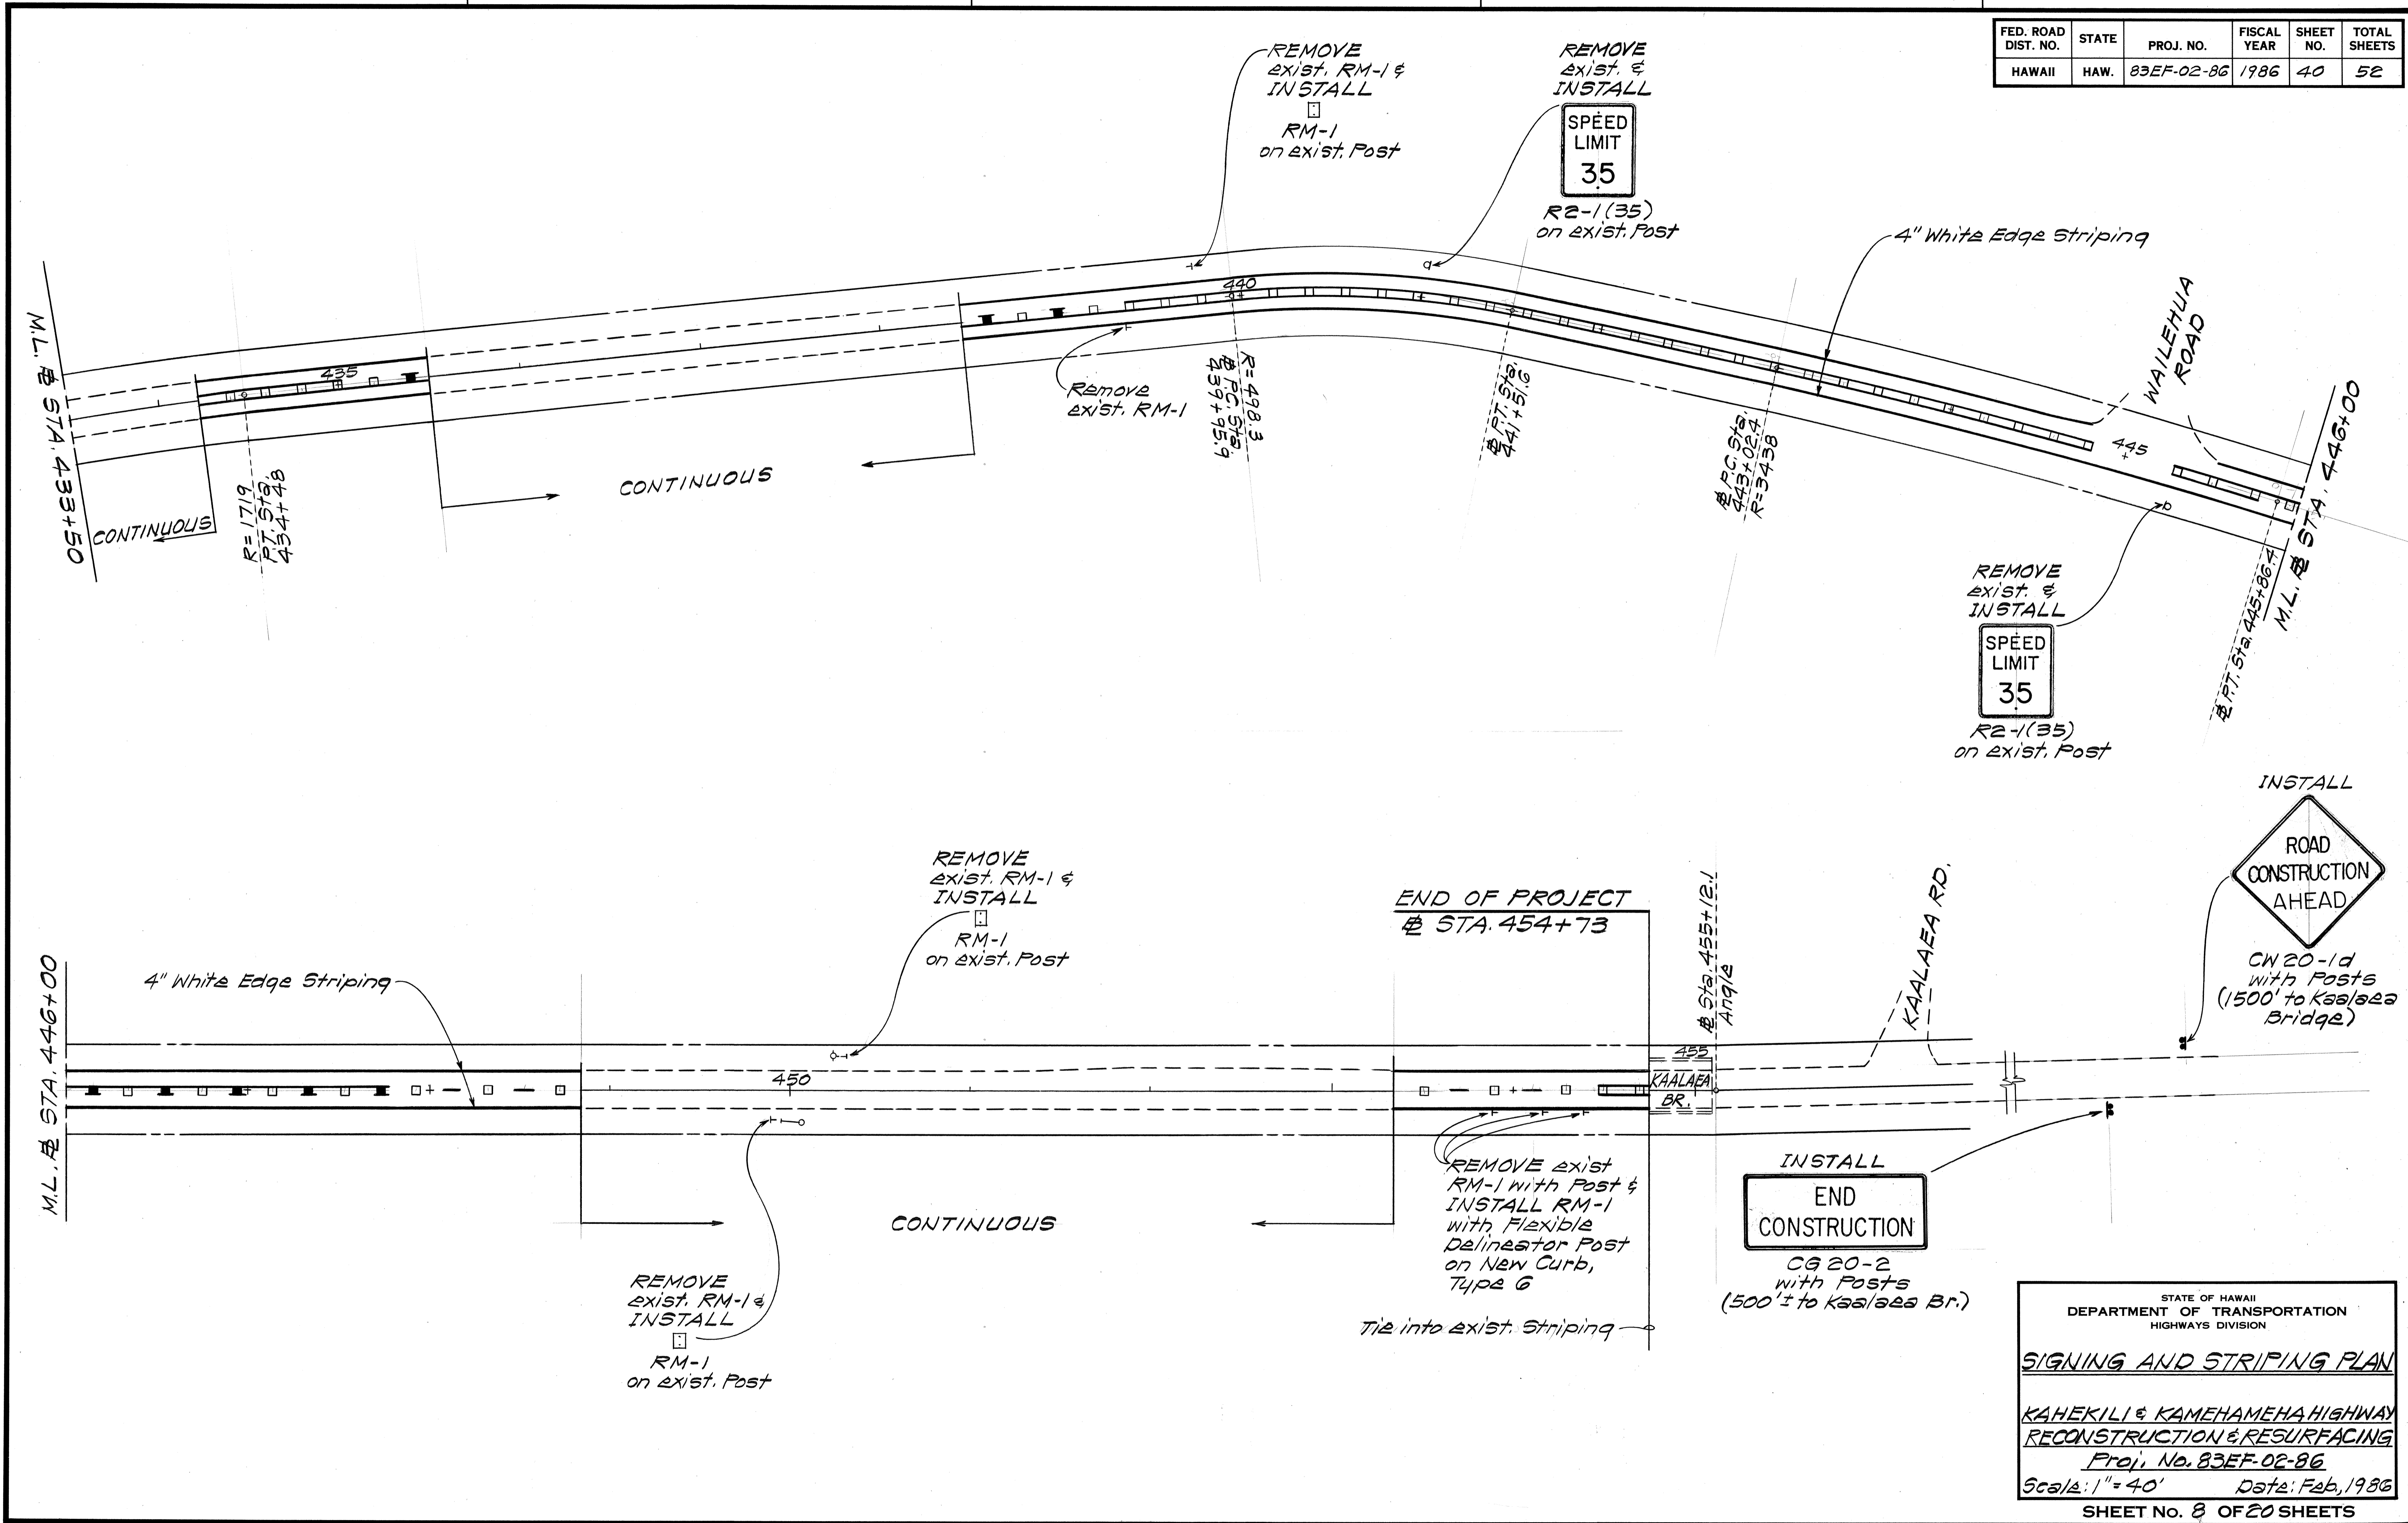 FED. ROAD DIST. NO. STATE PROJ. NO. FISCAL YEAR SHEET NO. TOTAL SHEETS
HAWAII HAW. 83EF-02-86 1986 40 52
REMOVE
exist. RM-1 &
INSTALL
RM-1
on exist. Post
REMOVE
exist. &
INSTALL
SPEED
LIMIT
35
R2-1(35)
on exist. Post
4" White Edge Striping
WAILEHUA
ROAD
M.L. ⅊ STA. 433+50
CONTINUOUS
435
R=1719
P.T. Sta.
434+48
CONTINUOUS
Remove
exist. RM-1
440
R=498.3
P.C. Sta.
439+95.9
P.T. Sta.
441+51.6
P.C. Sta.
443+02.4
R=3438
445
P.T. Sta. 445+86.4
M.L. STA. 446+00
REMOVE
exist. &
INSTALL
SPEED
LIMIT
35
R2-1(35)
on exist. Post
M.L. STA. 446+00
4" White Edge Striping
REMOVE
exist. RM-1 &
INSTALL
RM-1
on exist. Post
450
CONTINUOUS
REMOVE
exist. RM-1 &
INSTALL
RM-1
on exist. Post
END OF PROJECT
STA. 454+73
Sta. 455+12.1
Angle
455
KAALAEA
BR.
KAALAEA RD.
REMOVE exist
RM-1 with Post &
INSTALL RM-1
with Flexible
Delineator Post
on New Curb,
Type G
Tie into exist. Striping
INSTALL
END
CONSTRUCTION
CG 20-2
with Posts
(500'± to Kaalaea Br.)
INSTALL
ROAD
CONSTRUCTION
AHEAD
CW 20-1d
with Posts
(1500' to Kaalaea
Bridge)
STATE OF HAWAII
DEPARTMENT OF TRANSPORTATION
HIGHWAYS DIVISION
SIGNING AND STRIPING PLAN
KAHEKILI & KAMEHAMEHA HIGHWAY
RECONSTRUCTION & RESURFACING
Proj. No. 83EF-02-86
Scale: 1"=40' Date: Feb, 1986
SHEET No. 8 OF 20 SHEETS